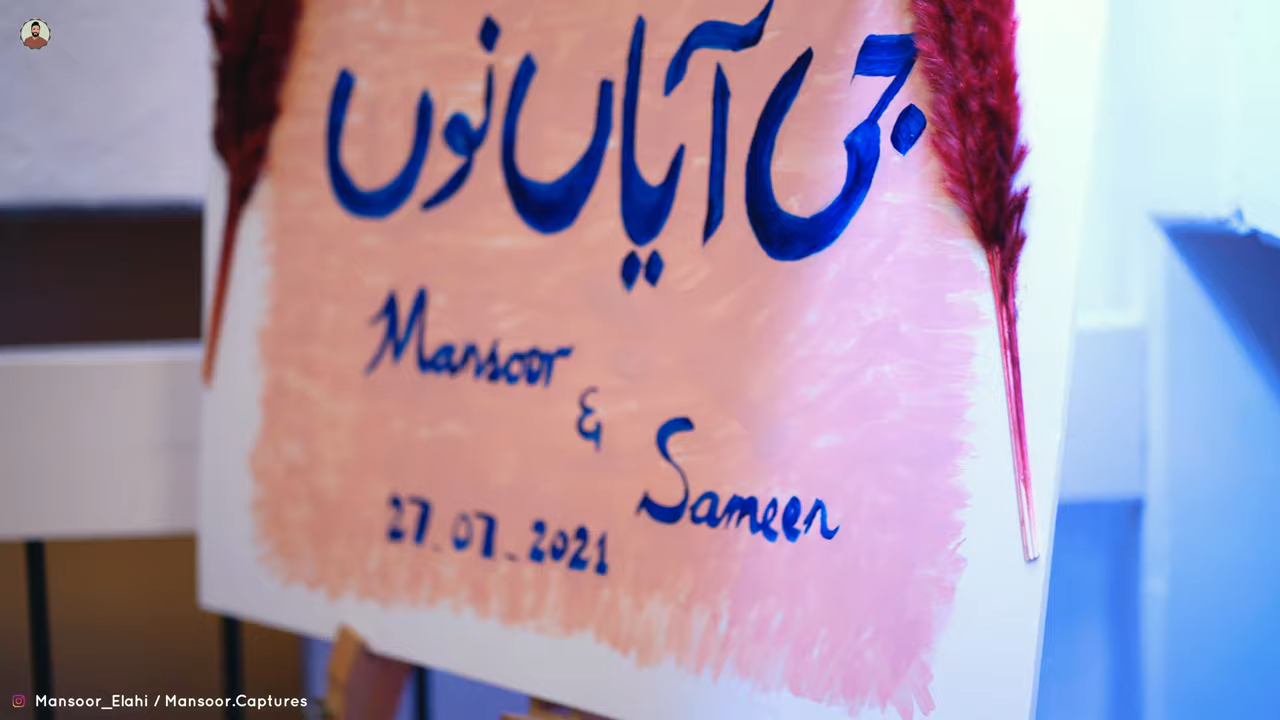 جی آیاں نوں
Mansoor
&
Sameen
27-07-2021
Mansoor_Elahi / Mansoor.Captures